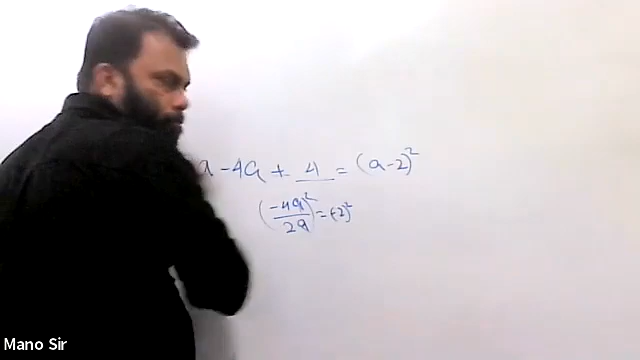 a - 4a + 4 = (a-2)²
(-4a/2a)² = (-2)²
Mano Sir